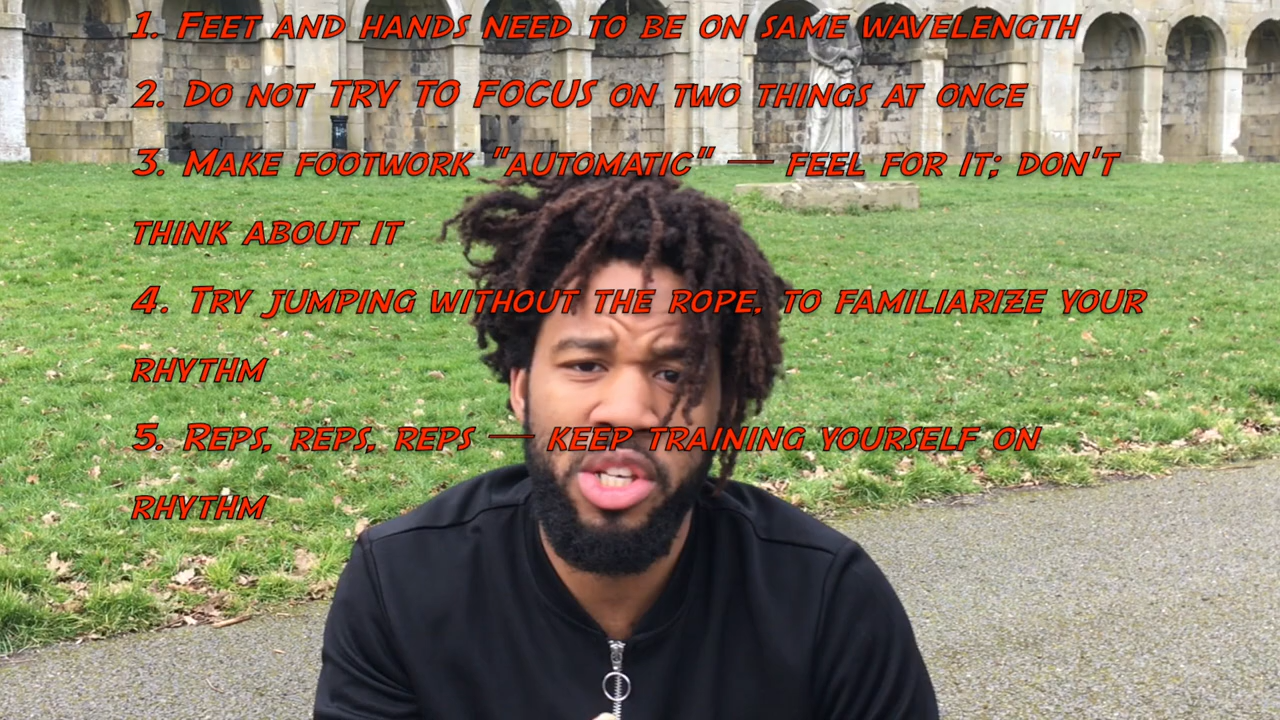 1. FEET AND HANDS NEED TO BE ON SAME WAVELENGTH
2. DO NOT TRY TO FOCUS ON TWO THINGS AT ONCE
3. MAKE FOOTWORK "AUTOMATIC" — FEEL FOR IT; DON'T
THINK ABOUT IT
4. TRY JUMPING WITHOUT THE ROPE, TO FAMILIARIZE YOUR
RHYTHM
5. REPS, REPS, REPS — KEEP TRAINING YOURSELF ON
RHYTHM